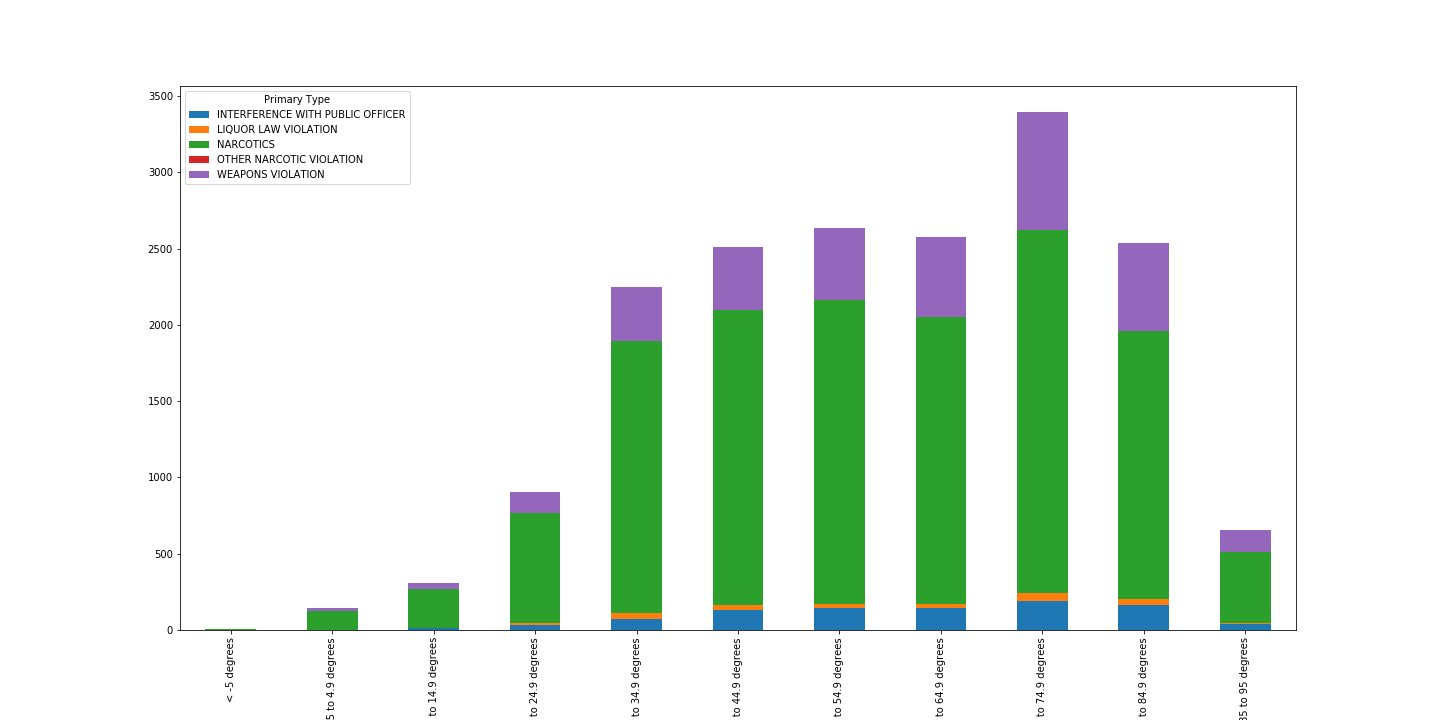 Primary Type
INTERFERENCE WITH PUBLIC OFFICER
LIQUOR LAW VIOLATION
NARCOTICS
OTHER NARCOTIC VIOLATION
WEAPONS VIOLATION
3500
3000
2500
2000
1500
1000
500
0
< -5 degrees
5 to 4.9 degrees
to 14.9 degrees
to 24.9 degrees
to 34.9 degrees
to 44.9 degrees
to 54.9 degrees
to 64.9 degrees
to 74.9 degrees
to 84.9 degrees
to 95 degrees